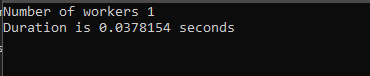 Number of workers 1
Duration is 0.0378154 seconds